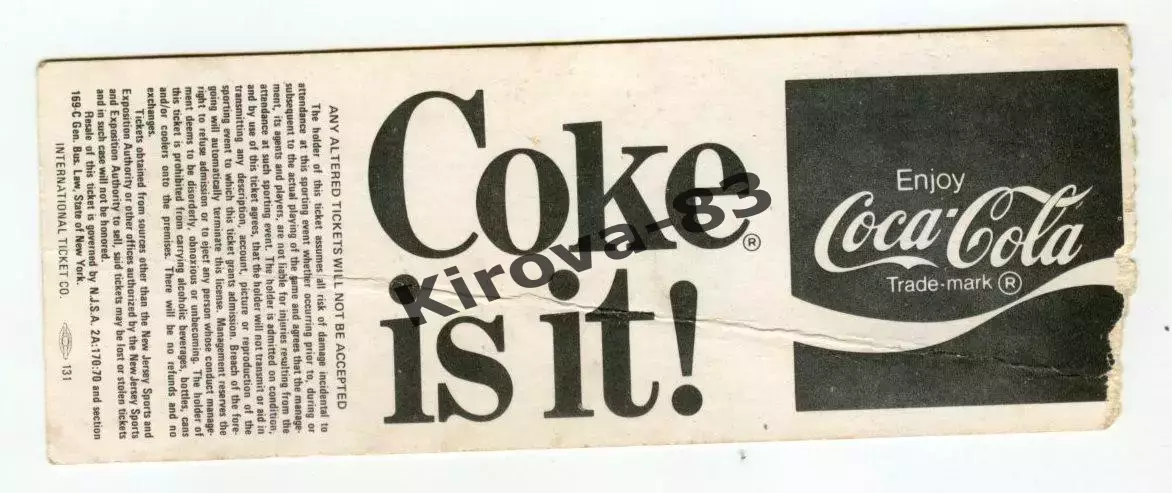 Coke®
is it!
Enjoy
Coca-Cola
Trade-mark ®
Kirova-83
ANY ALTERED TICKETS WILL NOT BE ACCEPTED
The holder of this ticket assumes all risk of damage incidental to
attendance at this sporting event whether occurring prior to, during or
subsequent to the actual playing of the game and agrees that the manage-
ment, its agents and players, are not liable for injuries resulting from the
attendance at such sporting event. The holder is admitted on condition,
and by use of this ticket agrees, that the holder will not transmit or aid in
transmitting any description, account, picture or reproduction of the
sporting event to which this ticket grants admission. Breach of the fore-
going will automatically terminate this license. Management reserves the
right to refuse admission or to eject any person whose conduct manage-
ment deems to be disorderly, obnoxious or unbecoming. The holder of
this ticket is prohibited from carrying alcoholic beverages, bottles, cans
and/or coolers onto the premises. There will be no refunds and no
exchanges.
Tickets obtained from sources other than the New Jersey Sports and
Exposition Authority or other offices authorized by the New Jersey Sports
and Exposition Authority to sell, said tickets may be lost or stolen tickets
and in such case will not be honored.
Resale of this ticket is governed by N.J.S.A. 2A:170:70 and section
169-C Gen. Bus. Law, State of New York.
INTERNATIONAL TICKET CO. 131